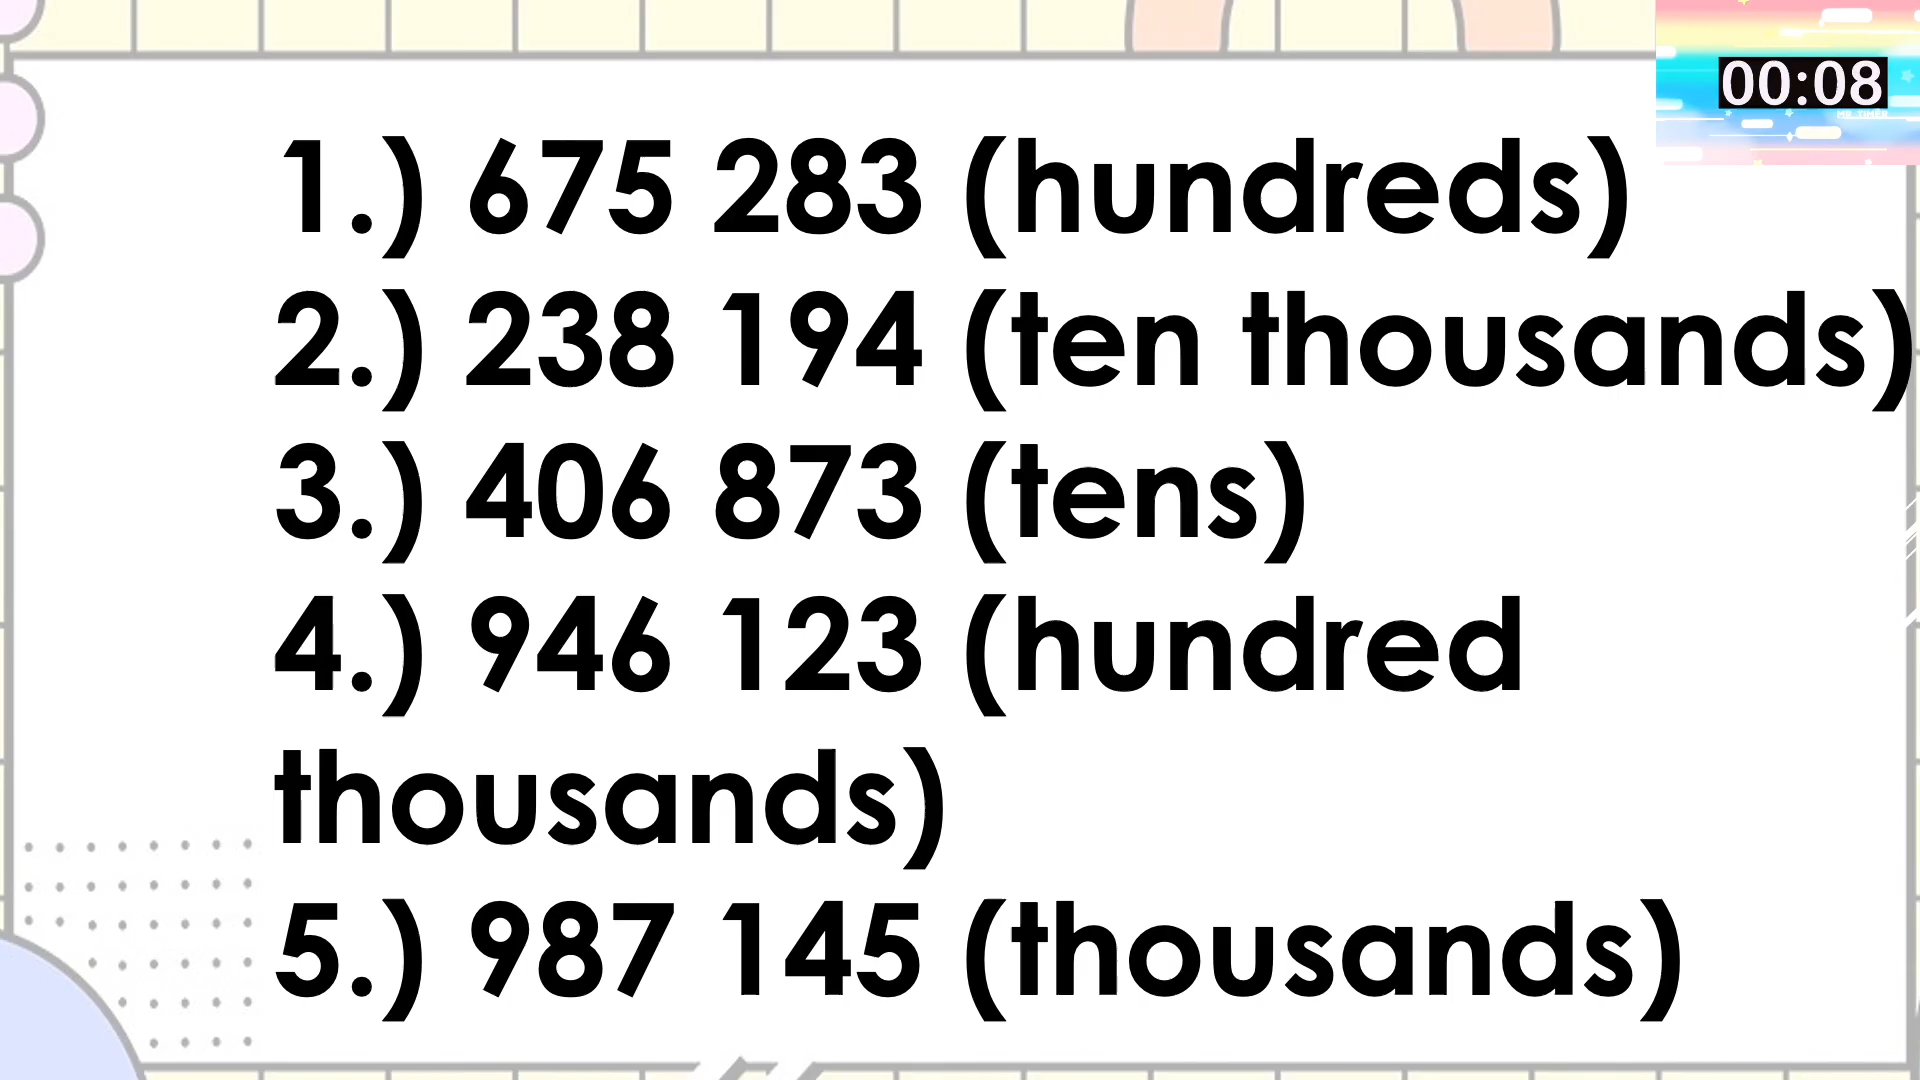 00:08
1.) 675 283 (hundreds)
2.) 238 194 (ten thousands)
3.) 406 873 (tens)
4.) 946 123 (hundred
thousands)
5.) 987 145 (thousands)